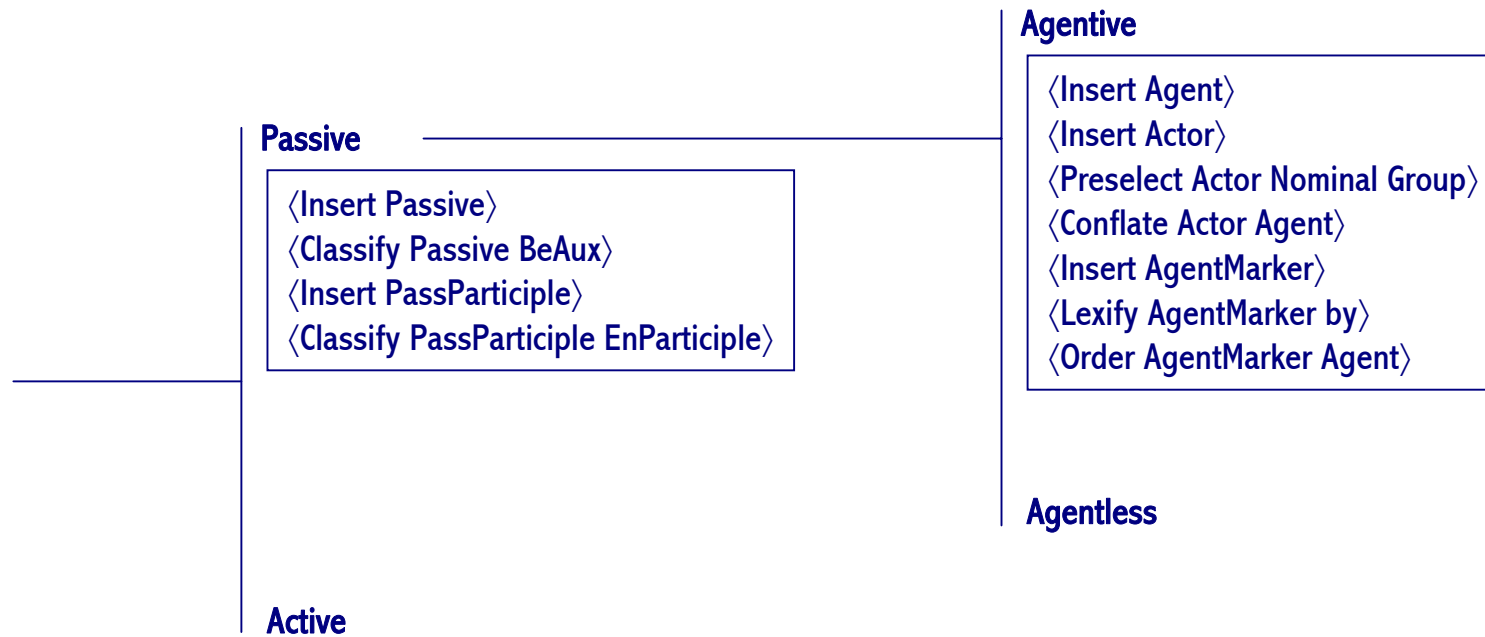 Agentive
⟨Insert Agent⟩
⟨Insert Actor⟩
⟨Preselect Actor Nominal Group⟩
⟨Conflate Actor Agent⟩
⟨Insert AgentMarker⟩
⟨Lexify AgentMarker by⟩
⟨Order AgentMarker Agent⟩
Passive
⟨Insert Passive⟩
⟨Classify Passive BeAux⟩
⟨Insert PassParticiple⟩
⟨Classify PassParticiple EnParticiple⟩
Agentless
Active